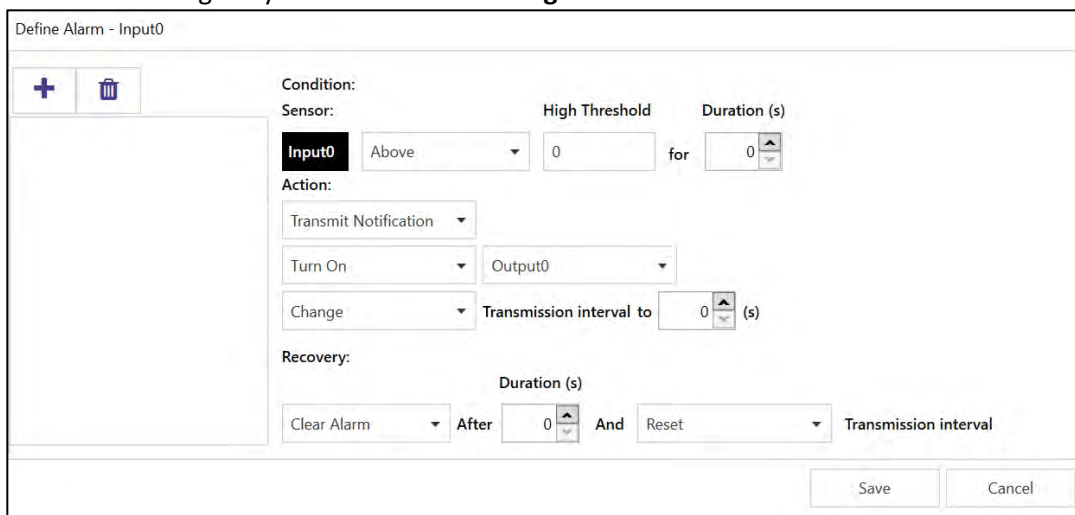 Define Alarm - Input0
Condition:
Sensor: High Threshold Duration (s)
Input0 Above 0 for 0
Action:
Transmit Notification
Turn On Output0
Change Transmission interval to 0 (s)
Recovery:
Duration (s)
Clear Alarm After 0 And Reset Transmission interval
Save Cancel